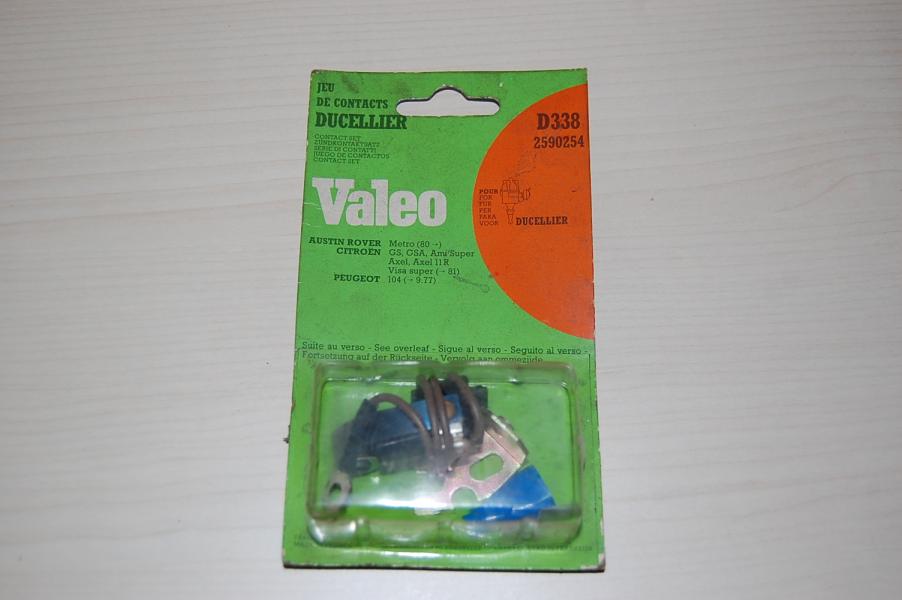 JEU
DE CONTACTS
DUCELLIER
CONTACT SET
ZÜNDKONTAKTSATZ
SERIE DI CONTATTI
JUEGO DE CONTACTOS
CONTACT SET
D338
2590254
Valeo
POUR
FOR
FUR
PER
PARA
VOOR
DUCELLIER
AUSTIN ROVER Metro (80 →)
CITROËN GS, GSA, Ami Super
Axel, Axel 11 R
Visa super (→ 81)
PEUGEOT 104 (→ 9.77)
Suite au verso - See overleaf - Sigue al verso - Seguito al verso -
Fortsetzung auf der Rückseite - Vervolg aan ommezijde